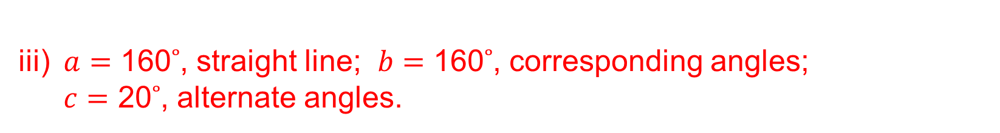 iii) a = 160°, straight line; b = 160°, corresponding angles;
c = 20°, alternate angles.